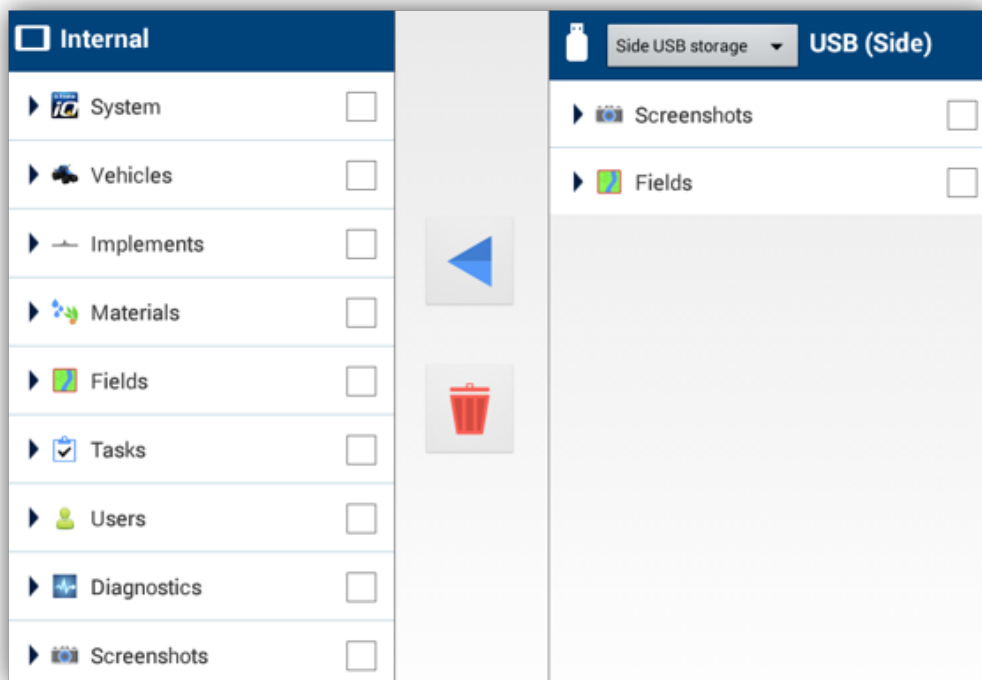 Internal
System
Vehicles
Implements
Materials
Fields
Tasks
Users
Diagnostics
Screenshots
Side USB storage
USB (Side)
Screenshots
Fields